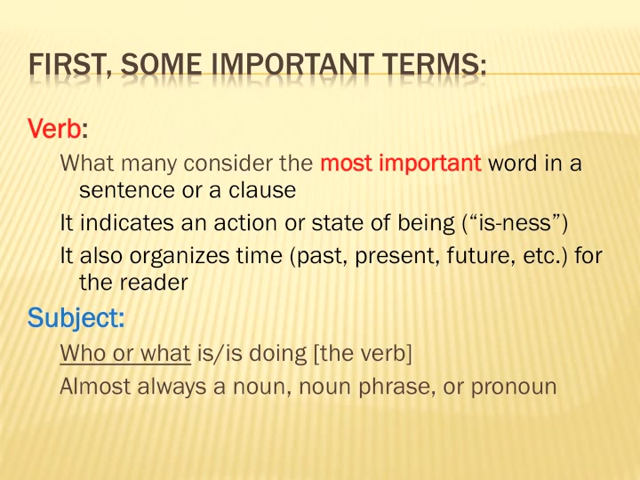 FIRST, SOME IMPORTANT TERMS:
Verb:
What many consider the most important word in a
sentence or a clause
It indicates an action or state of being (“is-ness”)
It also organizes time (past, present, future, etc.) for
the reader
Subject:
Who or what is/is doing [the verb]
Almost always a noun, noun phrase, or pronoun